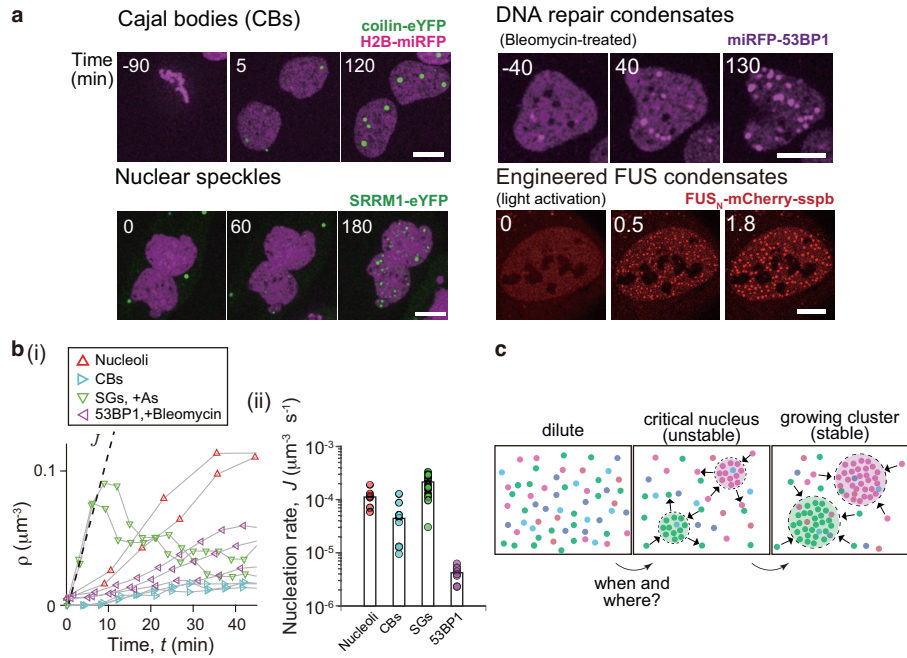 a
Cajal bodies (CBs)
coilin-eYFP
H2B-miRFP
Time
(min)
-90
5
120
DNA repair condensates
(Bleomycin-treated)
miRFP-53BP1
-40
40
130
Nuclear speckles
SRRM1-eYFP
0
60
180
Engineered FUS condensates
(light activation)
FUSN-mCherry-sspb
0
0.5
1.8
b (i)
Nucleoli
CBs
SGs, +As
53BP1,+Bleomycin
J
0.1
0
ρ (μm⁻³)
0 10 20 30 40
Time, t (min)
(ii)
Nucleation rate, J (μm⁻³ s⁻¹)
10⁻³
10⁻⁴
10⁻⁵
10⁻⁶
Nucleoli
CBs
SGs
53BP1
c
dilute
critical nucleus
(unstable)
growing cluster
(stable)
when and
where?